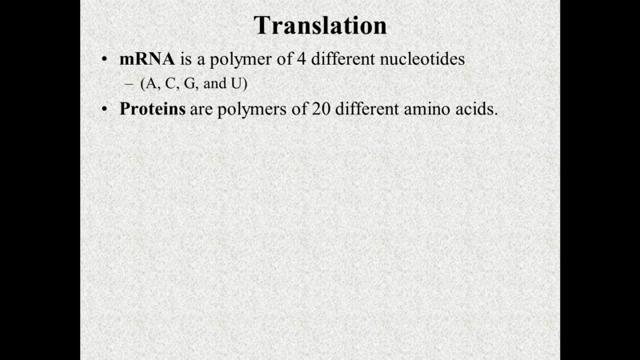 Translation
• mRNA is a polymer of 4 different nucleotides
– (A, C, G, and U)
• Proteins are polymers of 20 different amino acids.